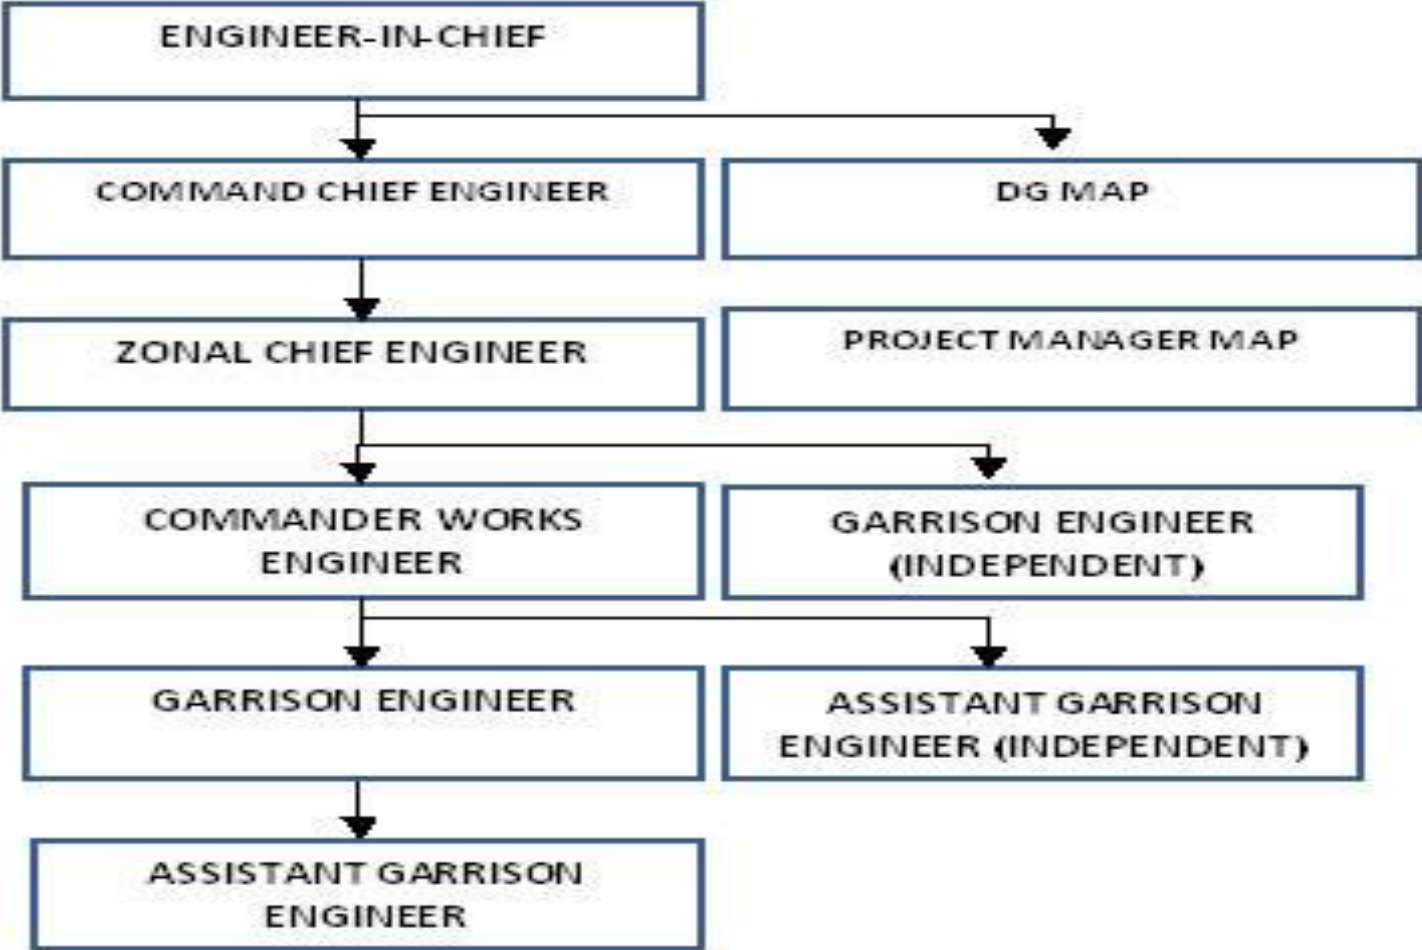 ENGINEER-IN-CHIEF
COMMAND CHIEF ENGINEER
DG MAP
ZONAL CHIEF ENGINEER
PROJECT MANAGER MAP
COMMANDER WORKS
ENGINEER
GARRISON ENGINEER
(INDEPENDENT)
GARRISON ENGINEER
ASSISTANT GARRISON
ENGINEER (INDEPENDENT)
ASSISTANT GARRISON
ENGINEER